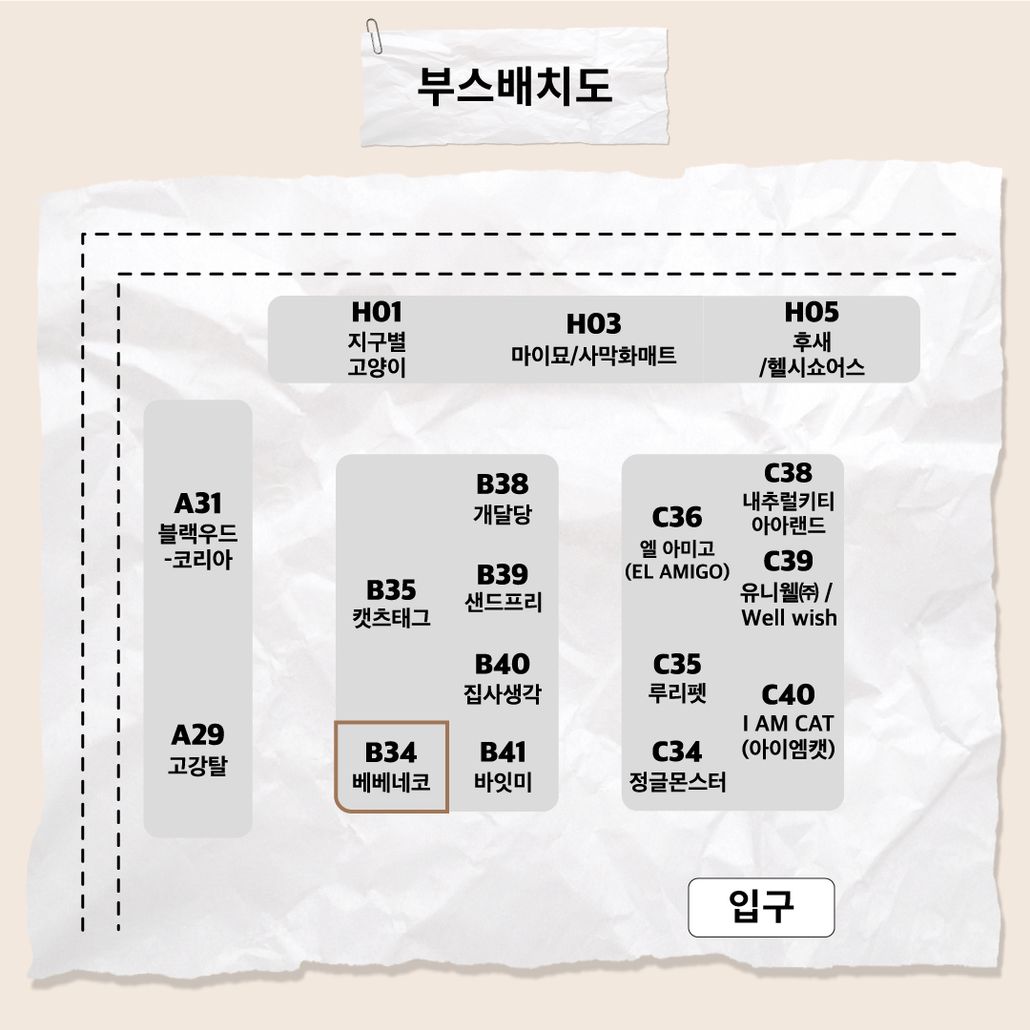 부스배치도
H01
지구별
고양이
H03
마이묘/사막화매트
H05
후새
/헬시쇼어스
A31
블랙우드
-코리아
A29
고강탈
B38
개달당
B35
캣츠태그
B39
샌드프리
B40
집사생각
B34
베베네코
B41
바잇미
C36
엘 아미고
(EL AMIGO)
C38
내추럴키티
아아랜드
C39
유니웰㈜ /
Well wish
C35
루리펫
C40
I AM CAT
(아이엠캣)
C34
정글몬스터
입구